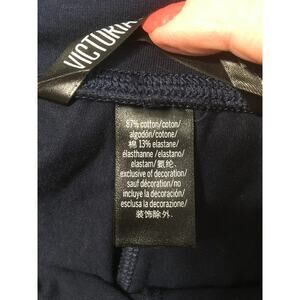 VICTORIA
87% cotton/coton/
algodón/cotone/
棉 13% elastane/
élasthanne /elastano/
elastam/氨纶.
exclusive of decoration/
sauf décoration/no
incluye la decoración/
esclusa la decorazione/
装饰除外.